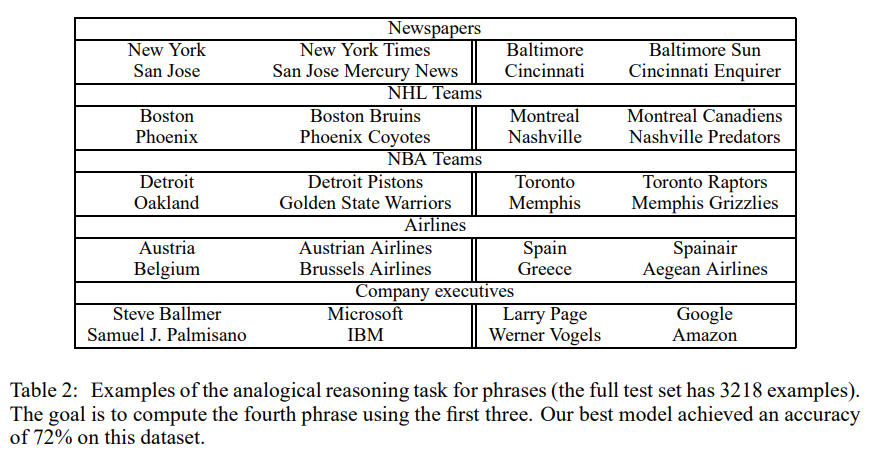 Newspapers
New York New York Times Baltimore Baltimore Sun
San Jose San Jose Mercury News Cincinnati Cincinnati Enquirer
NHL Teams
Boston Boston Bruins Montreal Montreal Canadiens
Phoenix Phoenix Coyotes Nashville Nashville Predators
NBA Teams
Detroit Detroit Pistons Toronto Toronto Raptors
Oakland Golden State Warriors Memphis Memphis Grizzlies
Airlines
Austria Austrian Airlines Spain Spainair
Belgium Brussels Airlines Greece Aegean Airlines
Company executives
Steve Ballmer Microsoft Larry Page Google
Samuel J. Palmisano IBM Werner Vogels Amazon
Table 2: Examples of the analogical reasoning task for phrases (the full test set has 3218 examples).
The goal is to compute the fourth phrase using the first three. Our best model achieved an accuracy
of 72% on this dataset.